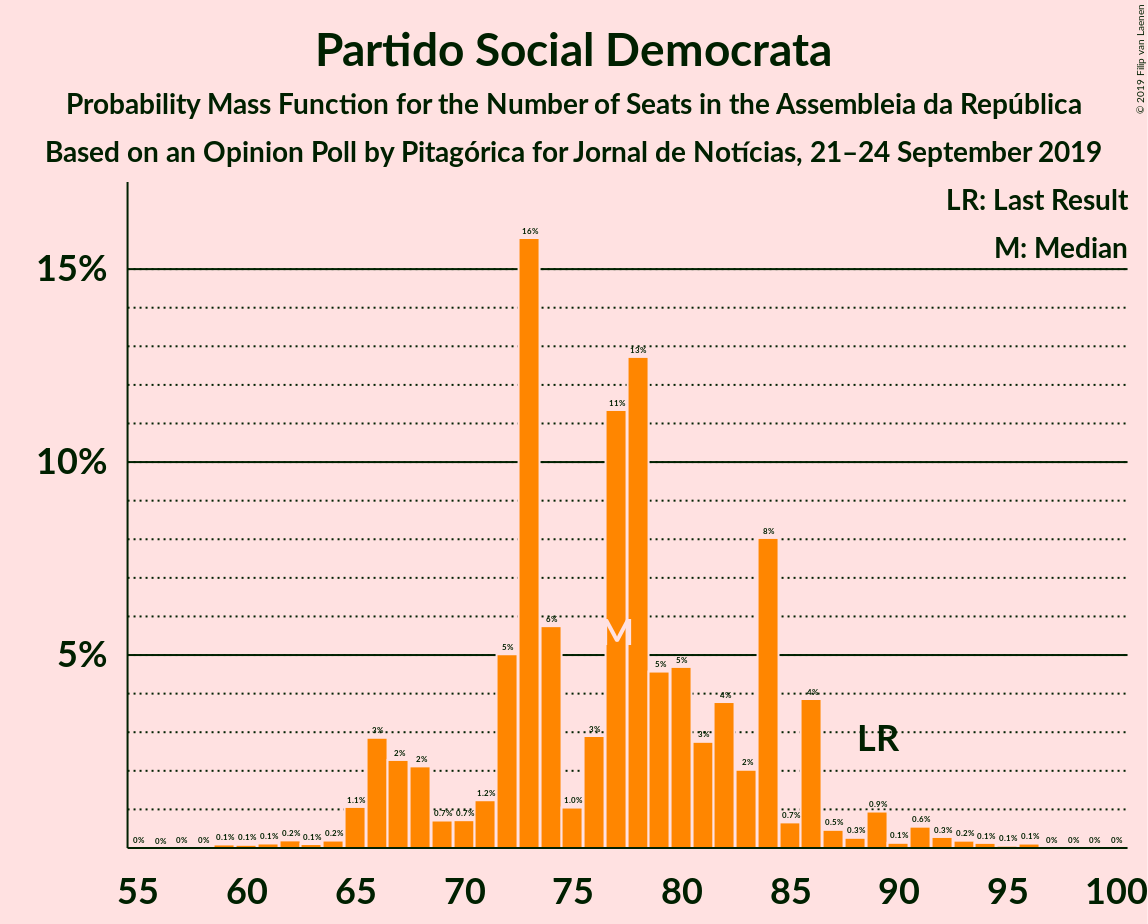 Partido Social Democrata
Probability Mass Function for the Number of Seats in the Assembleia da República
Based on an Opinion Poll by Pitagórica for Jornal de Notícias, 21–24 September 2019
© 2019 Filip van Laenen
LR: Last Result
M: Median
15%
10%
5%
0% 0% 0% 0% 0.1% 0.1% 0.1% 0.2% 0.1% 0.2% 1.1% 3% 2% 2% 0.7% 0.7% 1.2% 5% 16% 6% 1.0% 3% 11% 13% 5% 5% 3% 4% 2% 8% 0.7% 4% 0.5% 0.3% 0.9% 0.1% 0.6% 0.3% 0.2% 0.1% 0.1% 0.1% 0% 0% 0% 0%
M
LR
55 60 65 70 75 80 85 90 95 100